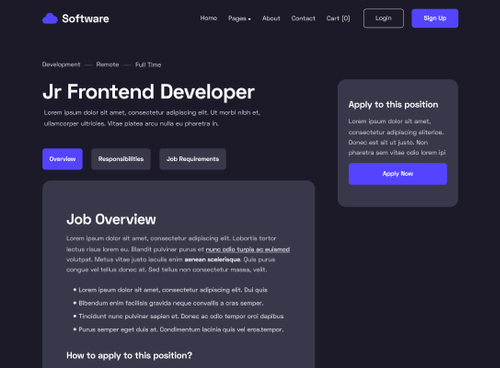 Software
Home Pages About Contact Cart [0] Login Sign Up
Development — Remote — Full Time
Jr Frontend Developer
Lorem ipsum dolor sit amet, consectetur adipiscing elit. Ut morbi nibh et,
ullamcorper ultricies. Vitae platea arcu nulla eu pharetra in.
Overview Responsibilities Job Requirements
Job Overview
Lorem ipsum dolor sit amet, consectetur adipiscing elit. Lobortis tortor
lectus risus lorem eu. Blandit pulvinar purus et nunc odio turpis ac euismod
volutpat. Metus vitae justo iaculis enim aenean scelerisque. Quis purus
congue vel tellus donec at. Sed tellus non consectetur massa, velit.
• Lorem ipsum dolor sit amet, consectetur adipiscing elit. Dui quis
• Bibendum enim facilisis gravida neque convallis a cras semper.
• Tincidunt nunc pulvinar sapien et. Donec ac odio tempor orci dapibus
• Purus semper eget duis at. Condimentum lacinia quis vel eros.tempor.
How to apply to this position?
Apply to this position
Lorem ipsum dolor sit amet,
consectetur adipiscing eliterioe.
Donec est sit ut justo. Non
pharetra sem vitae odio lorem ipi
Apply Now